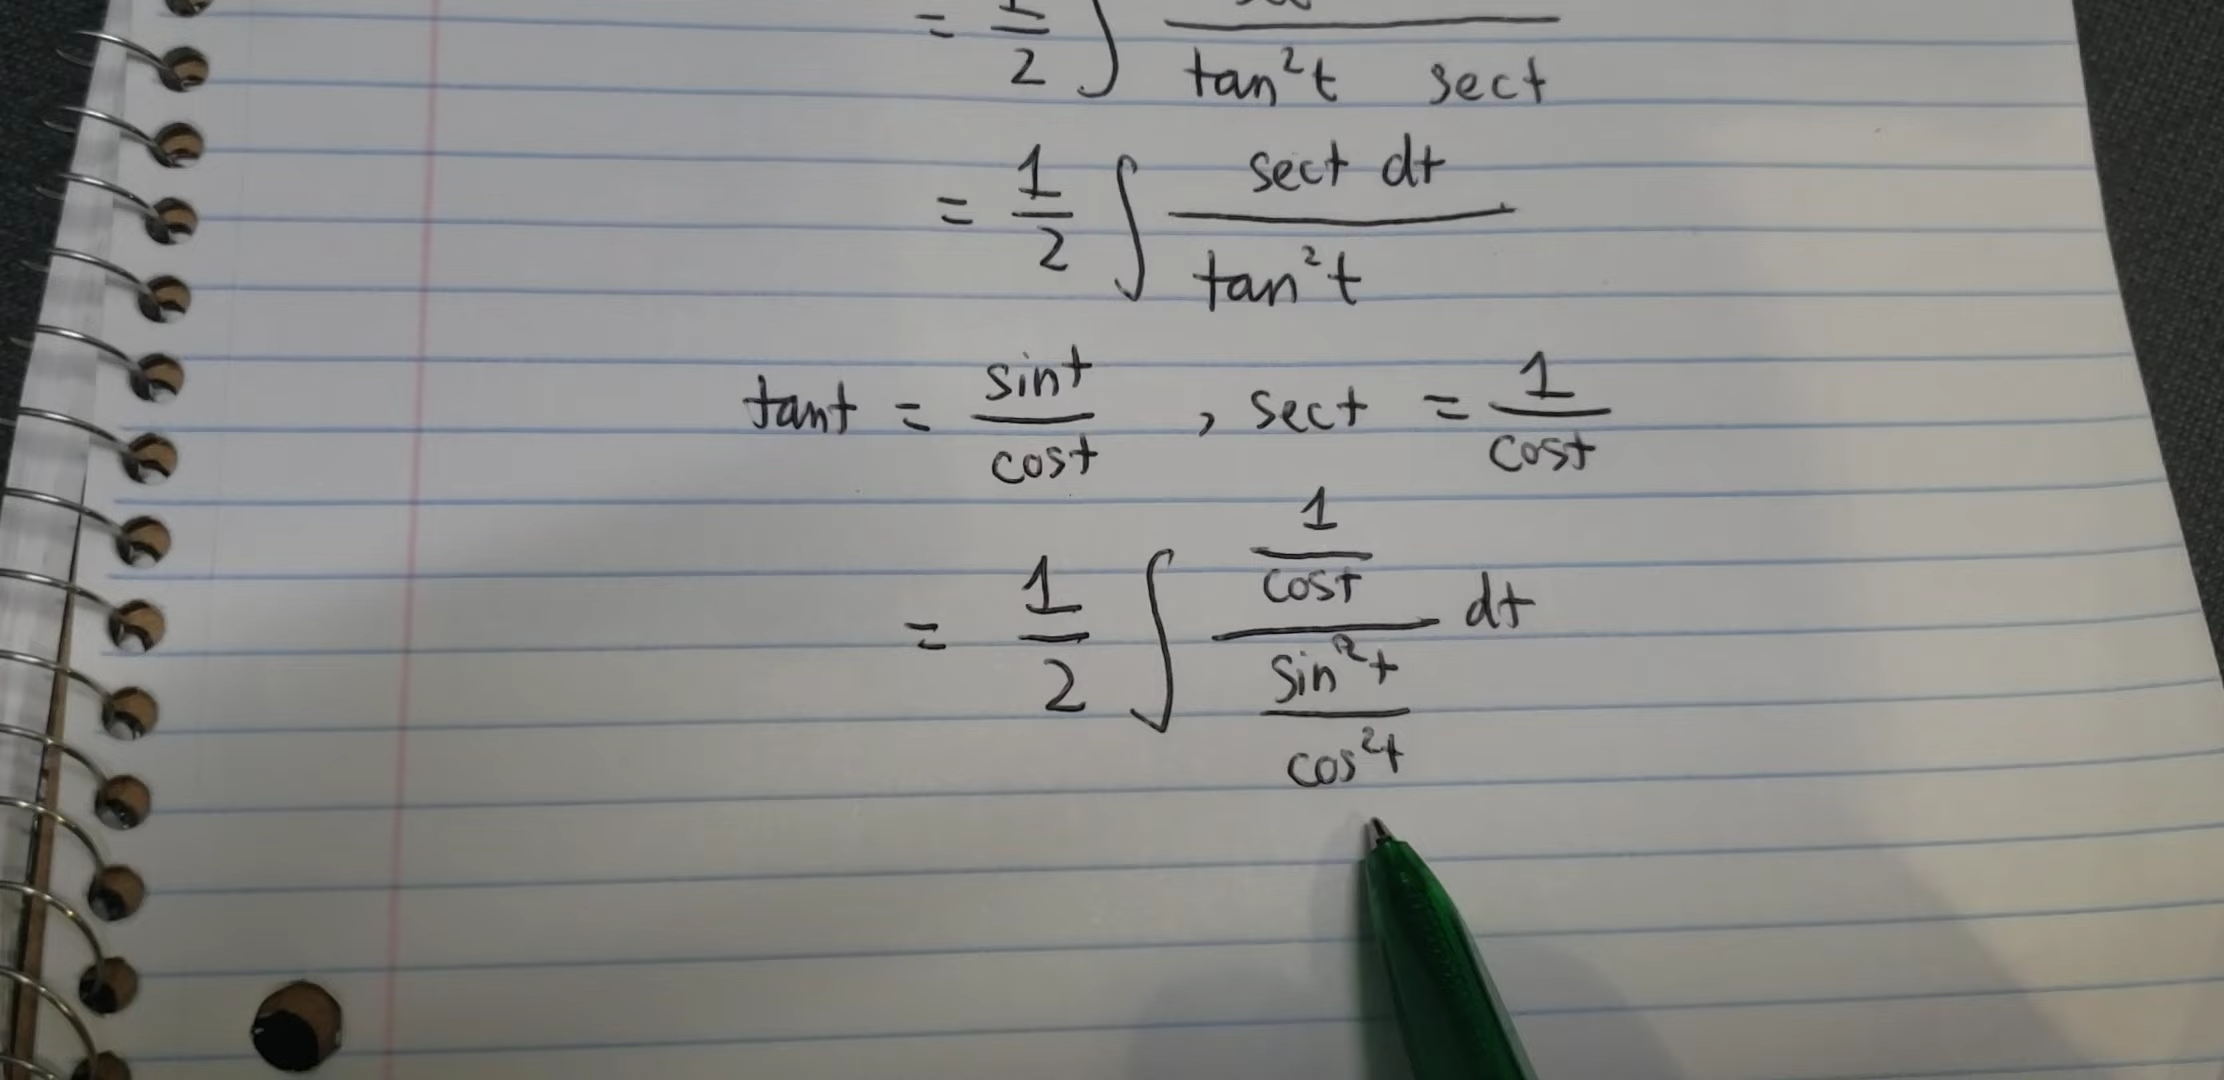 = 1/2 ∫ tan²t sect
= 1/2 ∫ sect dt / tan²t
tant = sint/cost , sect = 1/cost
= 1/2 ∫ (1/cost) / (sin²t/cos²t) dt